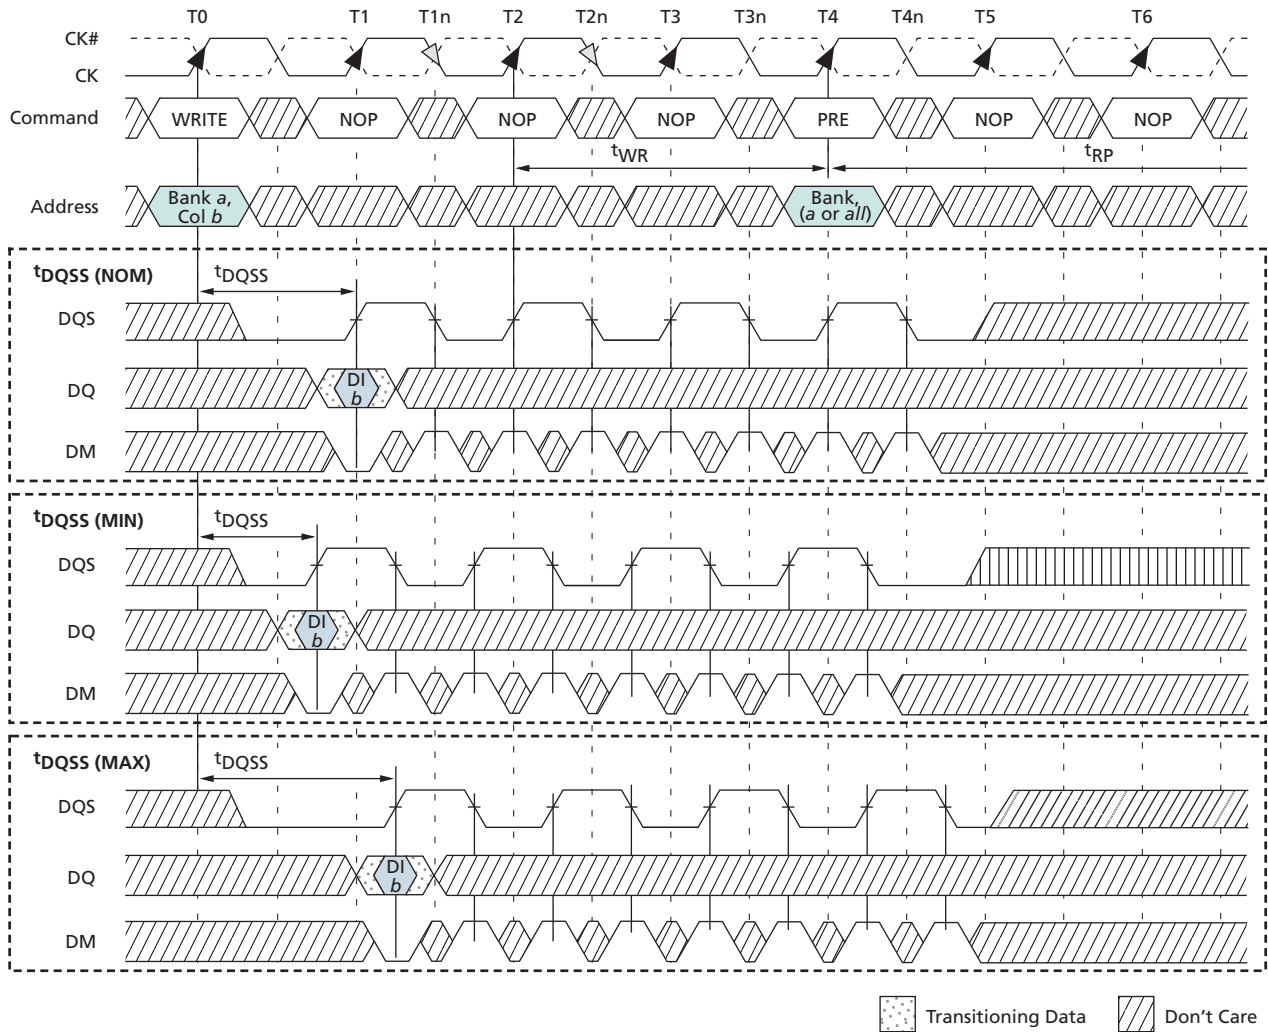 T0 T1 T1n T2 T2n T3 T3n T4 T4n T5 T6
CK#
CK
Command WRITE NOP NOP NOP PRE NOP NOP
tWR tRP
Address Bank a, Col b Bank, (a or all)
tDQSS (NOM) tDQSS
DQS
DQ DI b
DM
tDQSS (MIN) tDQSS
DQS
DQ DI b
DM
tDQSS (MAX) tDQSS
DQS
DQ DI b
DM
Transitioning Data Don't Care